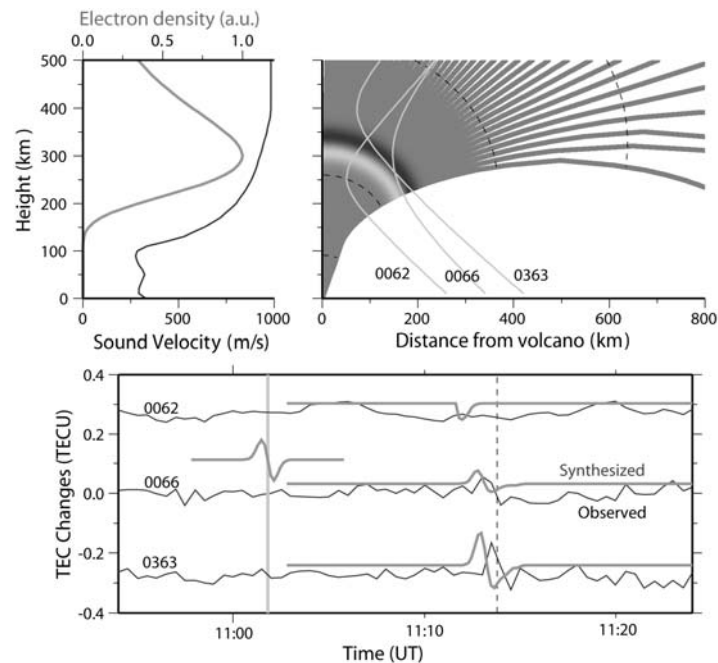 Electron density (a.u.)
0.0 0.5 1.0
500
400
300
200
100
0
Height (km)
0 500 1000
Sound Velocity (m/s)
0062 0066 0363
0 200 400 600 800
Distance from volcano (km)
0.4
0.2
0.0
-0.2
-0.4
TEC Changes (TECU)
0062
0066
0363
Synthesized
Observed
11:00 11:10 11:20
Time (UT)